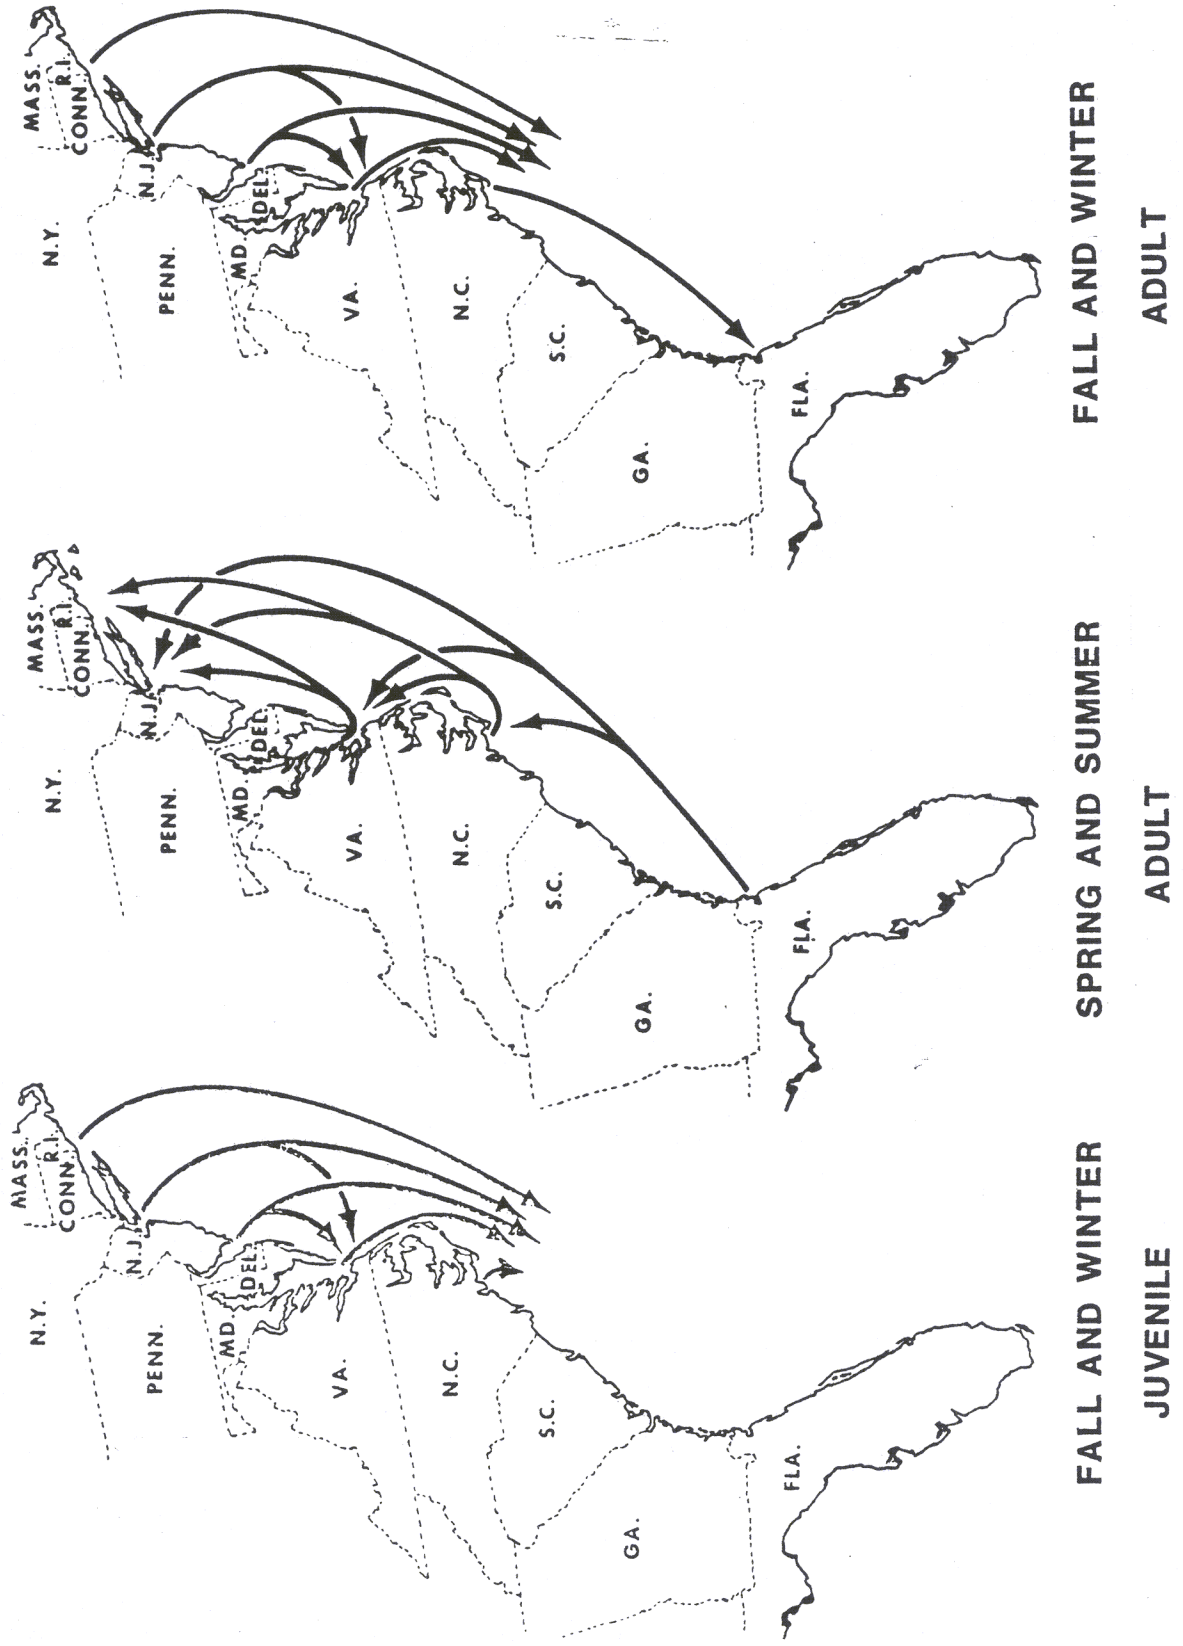 MASS.
N.Y.
R.I.
CONN.
N.J.
PENN.
MD.
DEL.
VA.
N.C.
S.C.
GA.
FLA.
FALL AND WINTER
JUVENILE
MASS.
N.Y.
R.I.
CONN.
N.J.
PENN.
MD.
DEL.
VA.
N.C.
S.C.
GA.
FLA.
SPRING AND SUMMER
ADULT
MASS.
N.Y.
R.I.
CONN.
N.J.
PENN.
MD.
DEL.
VA.
N.C.
S.C.
GA.
FLA.
FALL AND WINTER
ADULT